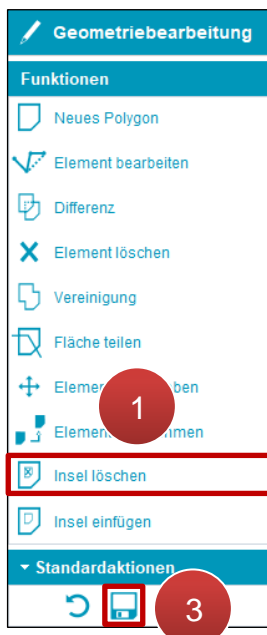 Geometriebearbeitung
Funktionen
Neues Polygon
Element bearbeiten
Differenz
Element löschen
Vereinigung
Fläche teilen
1
Insel löschen
Insel einfügen
Standardaktionen
3